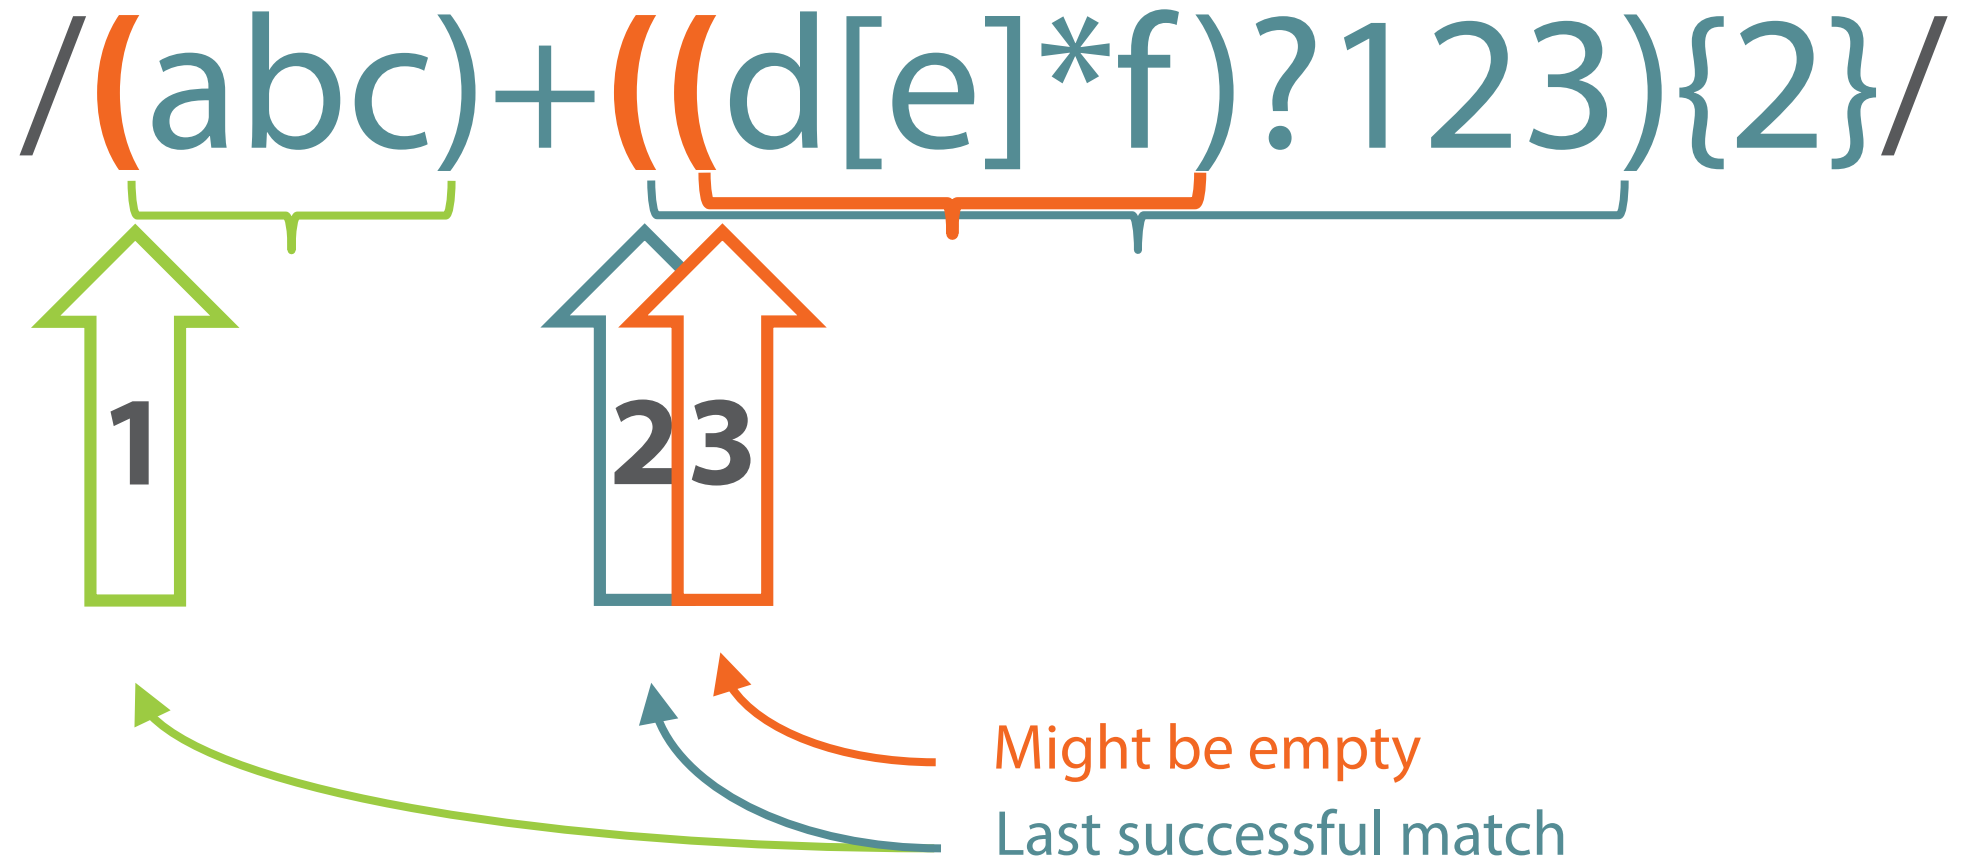 /(abc)+((d[e]*f)?123){2}/
1
2
3
Might be empty
Last successful match